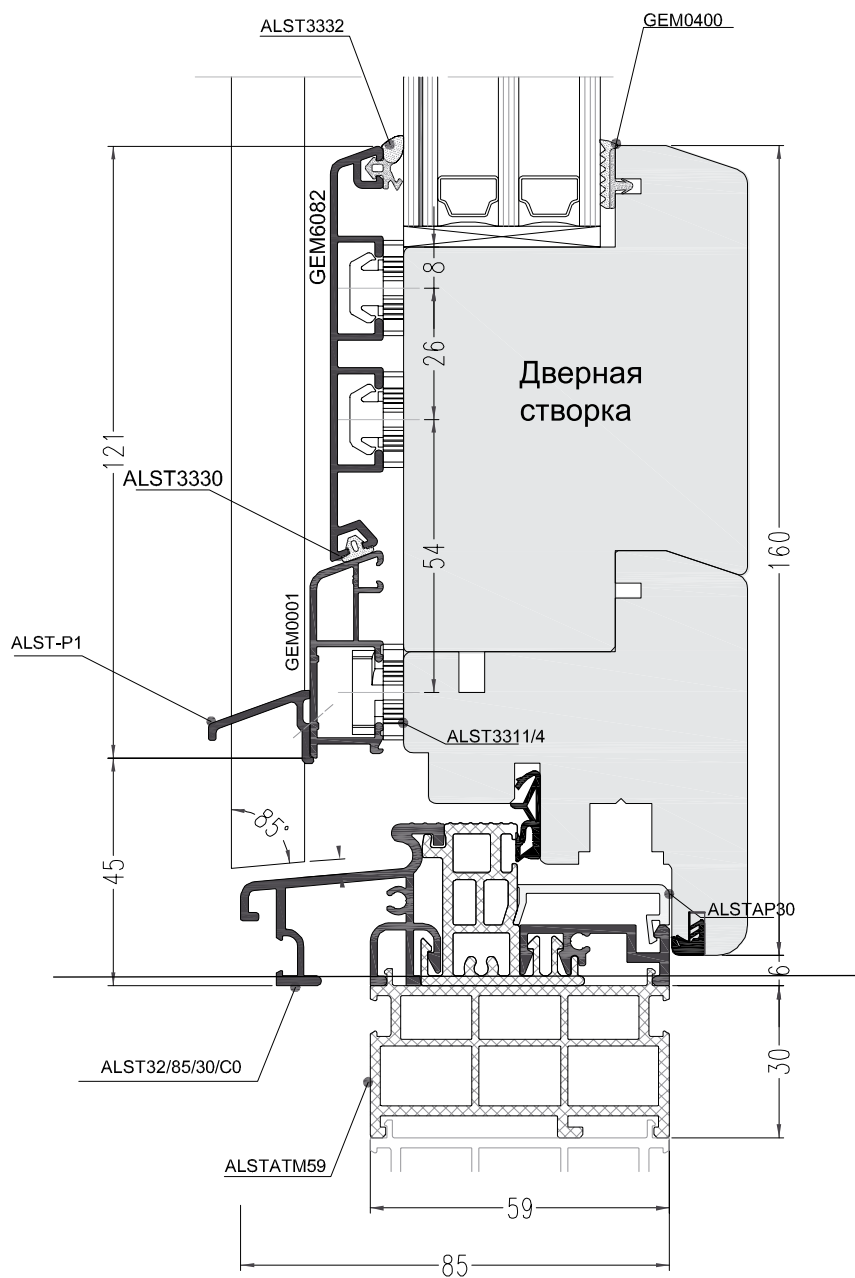 ALST3332
GEM0400
GEM6082
8
26
Дверная
створка
121
ALST3330
54
160
GEM0001
ALST-P1
ALST3311/4
85°
45
ALSTAP30
6
ALST32/85/30/C0
30
ALSTATM59
59
85